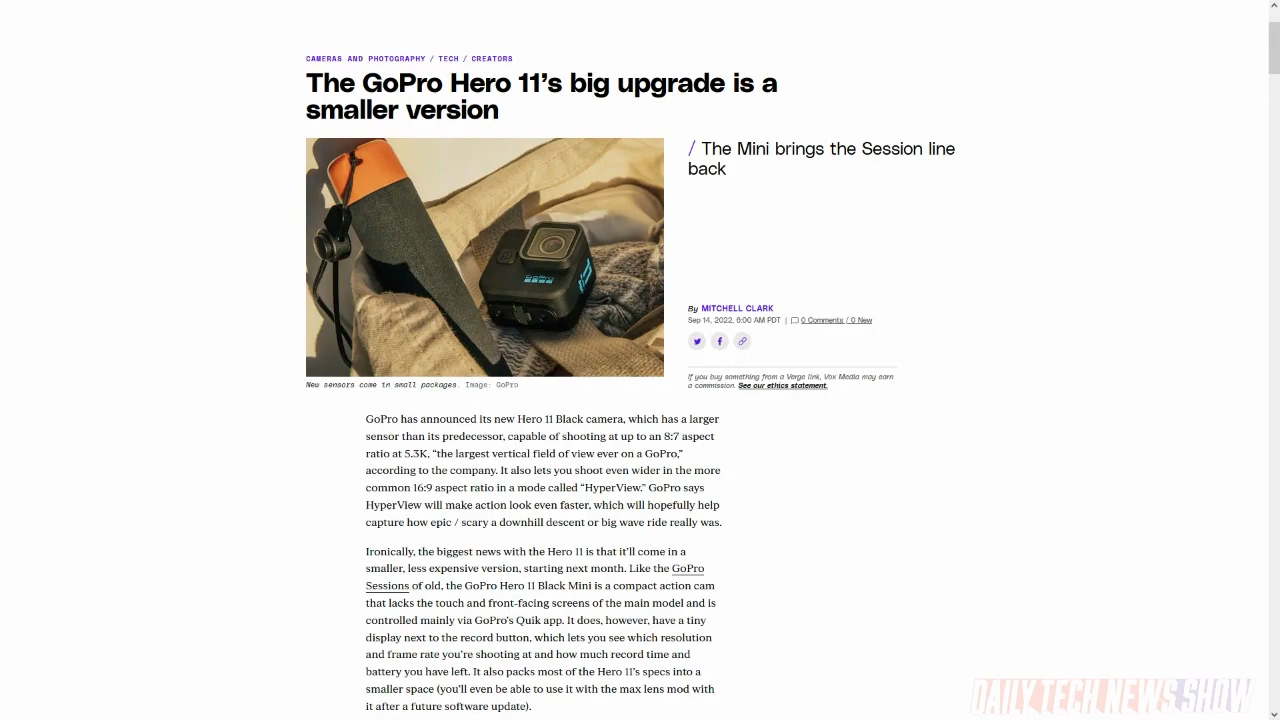 CAMERAS AND PHOTOGRAPHY / TECH / CREATORS
The GoPro Hero 11’s big upgrade is a
smaller version
/ The Mini brings the Session line
back
GoPro
By MITCHELL CLARK
Sep 14, 2022, 6:00 AM PDT | 0 Comments / 0 New
If you buy something from a Verge link, Vox Media may earn
a commission. See our ethics statement.
New sensors come in small packages. Image: GoPro
GoPro has announced its new Hero 11 Black camera, which has a larger
sensor than its predecessor, capable of shooting at up to an 8:7 aspect
ratio at 5.3K, “the largest vertical field of view ever on a GoPro,”
according to the company. It also lets you shoot even wider in the more
common 16:9 aspect ratio in a mode called “HyperView.” GoPro says
HyperView will make action look even faster, which will hopefully help
capture how epic / scary a downhill descent or big wave ride really was.
Ironically, the biggest news with the Hero 11 is that it’ll come in a
smaller, less expensive version, starting next month. Like the GoPro
Sessions of old, the GoPro Hero 11 Black Mini is a compact action cam
that lacks the touch and front-facing screens of the main model and is
controlled mainly via GoPro’s Quik app. It does, however, have a tiny
display next to the record button, which lets you see which resolution
and frame rate you’re shooting at and how much record time and
battery you have left. It also packs most of the Hero 11’s specs into a
smaller space (you’ll even be able to use it with the max lens mod with
it after a future software update).
DAILY TECH NEWS SHOW